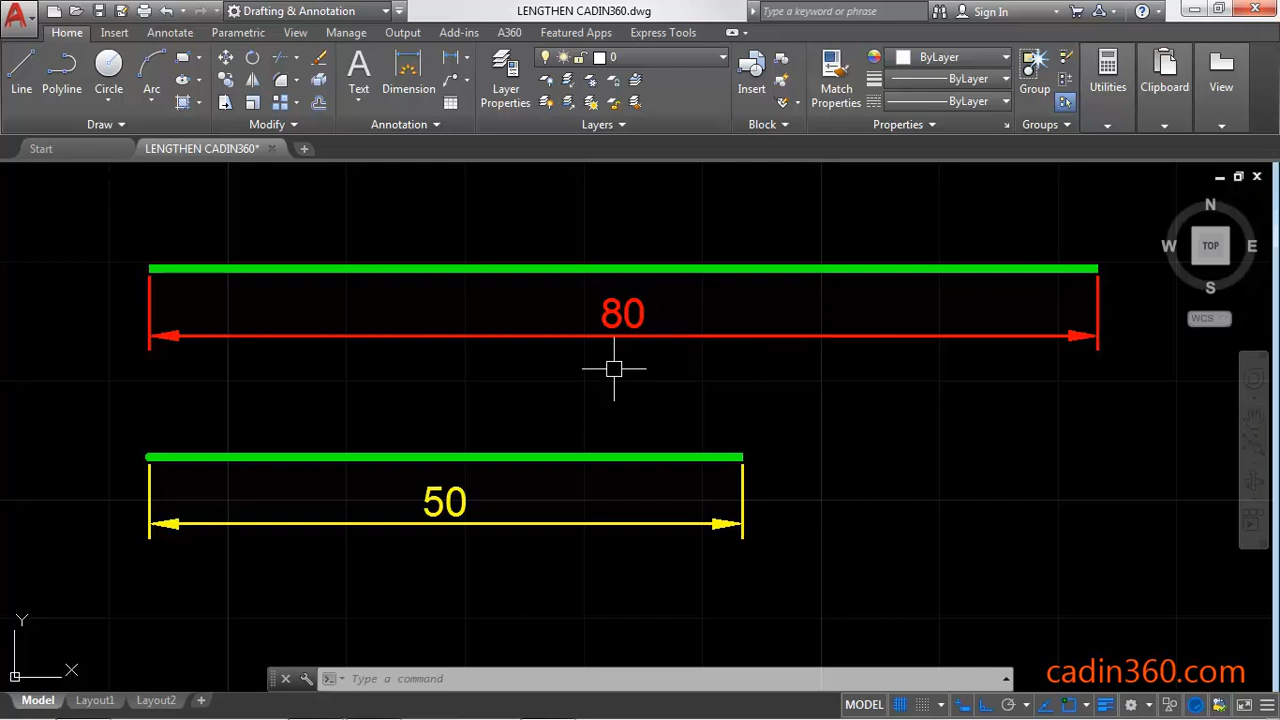 Drafting & Annotation
LENGTHEN CADIN360.dwg
Type a keyword or phrase
Sign In
Home
Insert
Annotate
Parametric
View
Manage
Output
Add-ins
A360
Featured Apps
Express Tools
Line
Polyline
Circle
Arc
Draw
Modify
Text
Dimension
Annotation
Layer
Properties
0
Layers
Insert
Block
Match
Properties
ByLayer
ByLayer
ByLayer
Properties
Group
Groups
Utilities
Clipboard
View
Start
LENGTHEN CADIN360*
N
W
TOP
E
S
WCS
80
50
Y
X
Type a command
cadin360.com
Model
Layout1
Layout2
MODEL